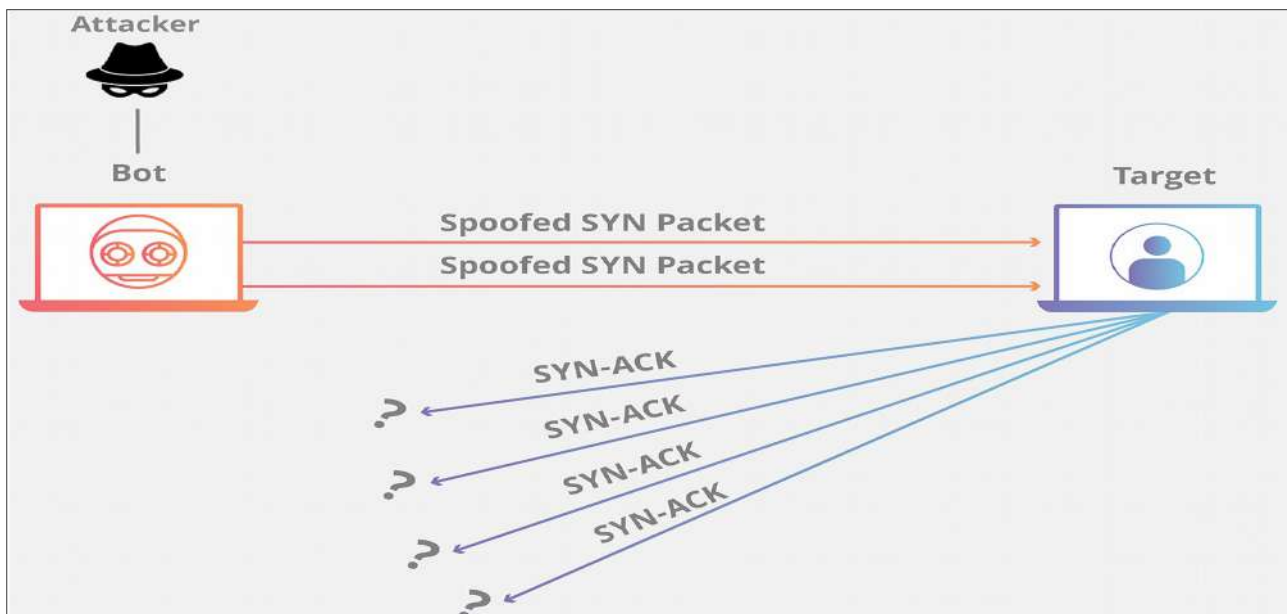 Attacker
Bot
Target
Spoofed SYN Packet
Spoofed SYN Packet
SYN-ACK
?
SYN-ACK
?
SYN-ACK
?
SYN-ACK
?